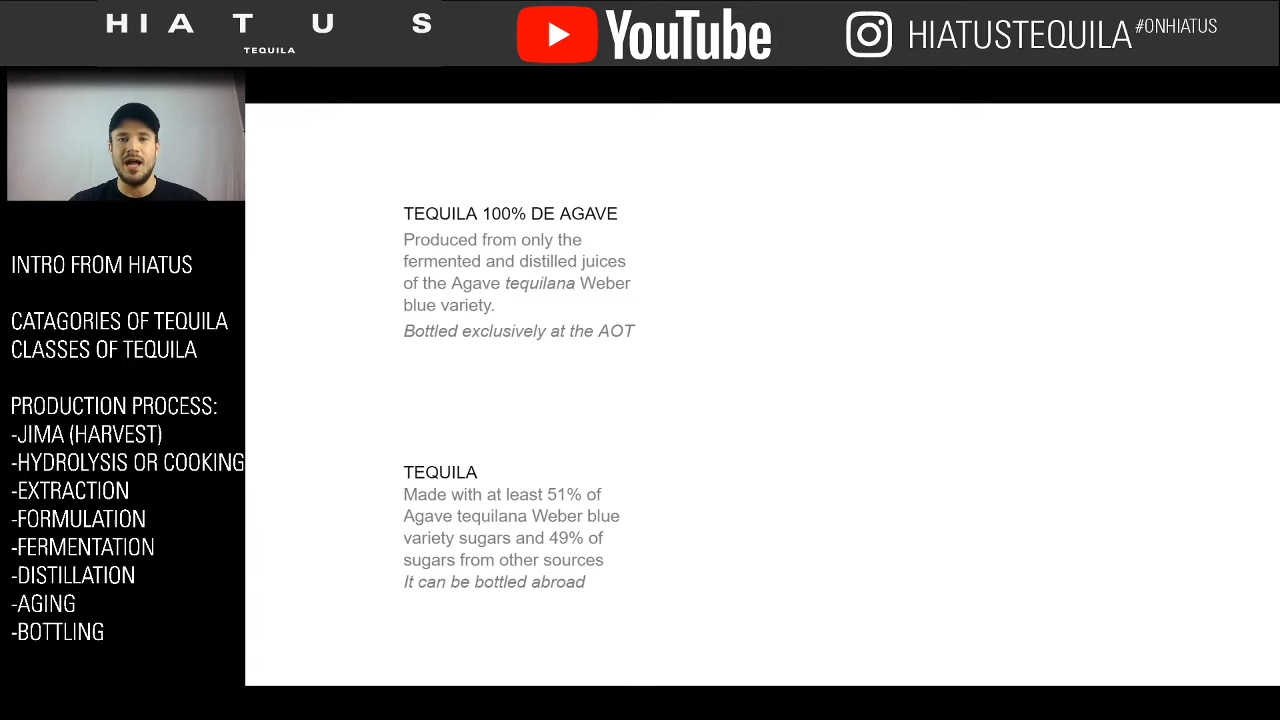 HIATUS
TEQUILA
YouTube
HIATUSTEQUILA #ONHIATUS
INTRO FROM HIATUS
CATAGORIES OF TEQUILA
CLASSES OF TEQUILA
PRODUCTION PROCESS:
-JIMA (HARVEST)
-HYDROLYSIS OR COOKING
-EXTRACTION
-FORMULATION
-FERMENTATION
-DISTILLATION
-AGING
-BOTTLING
TEQUILA 100% DE AGAVE
Produced from only the
fermented and distilled juices
of the Agave tequilana Weber
blue variety.
Bottled exclusively at the AOT
TEQUILA
Made with at least 51% of
Agave tequilana Weber blue
variety sugars and 49% of
sugars from other sources
It can be bottled abroad